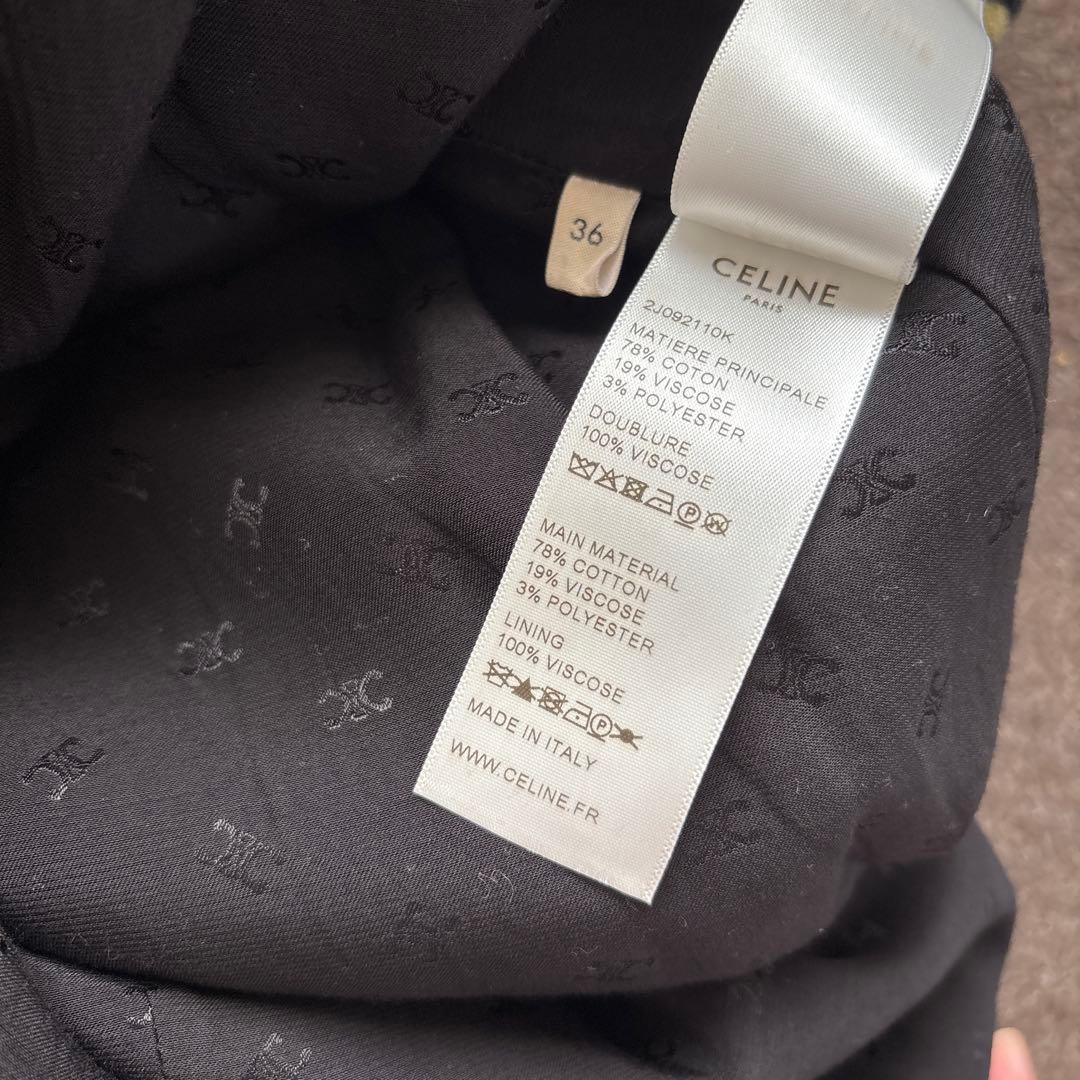 36
CELINE
PARIS
2J092110K
MATIERE PRINCIPALE
78% COTON
19% VISCOSE
3% POLYESTER
DOUBLURE
100% VISCOSE
MAIN MATERIAL
78% COTTON
19% VISCOSE
3% POLYESTER
LINING
100% VISCOSE
MADE IN ITALY
WWW.CELINE.FR